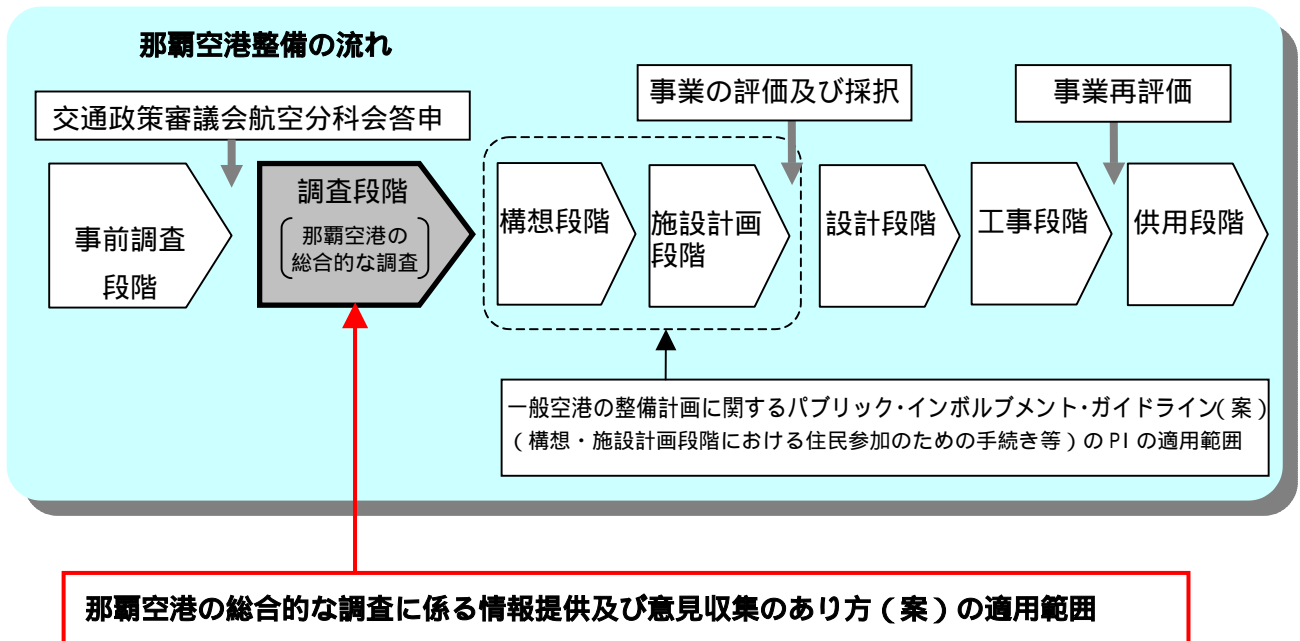 那覇空港整備の流れ
交通政策審議会航空分科会答申
事業の評価及び採択
事業再評価
事前調査
段階
調査段階
那覇空港の
総合的な調査
構想段階
施設計画
段階
設計段階
工事段階
供用段階
一般空港の整備計画に関するパブリック・インボルブメント・ガイドライン(案)
(構想・施設計画段階における住民参加のための手続き等)のPIの適用範囲
那覇空港の総合的な調査に係る情報提供及び意見収集のあり方(案)の適用範囲